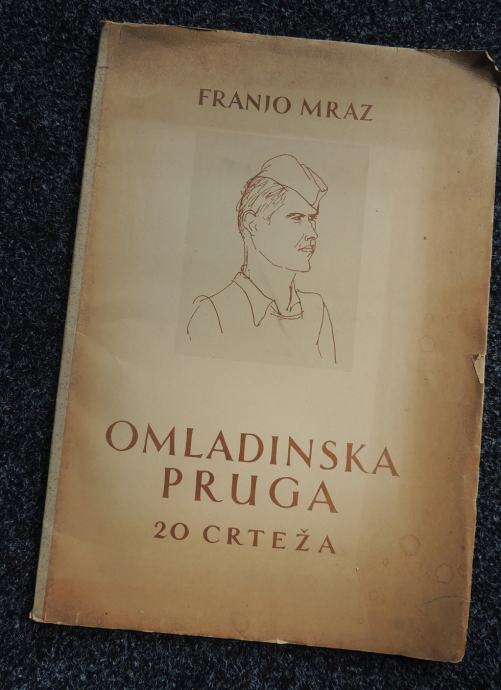 FRANJO MRAZ
OMLADINSKA
PRUGA
20 CRTEŽA